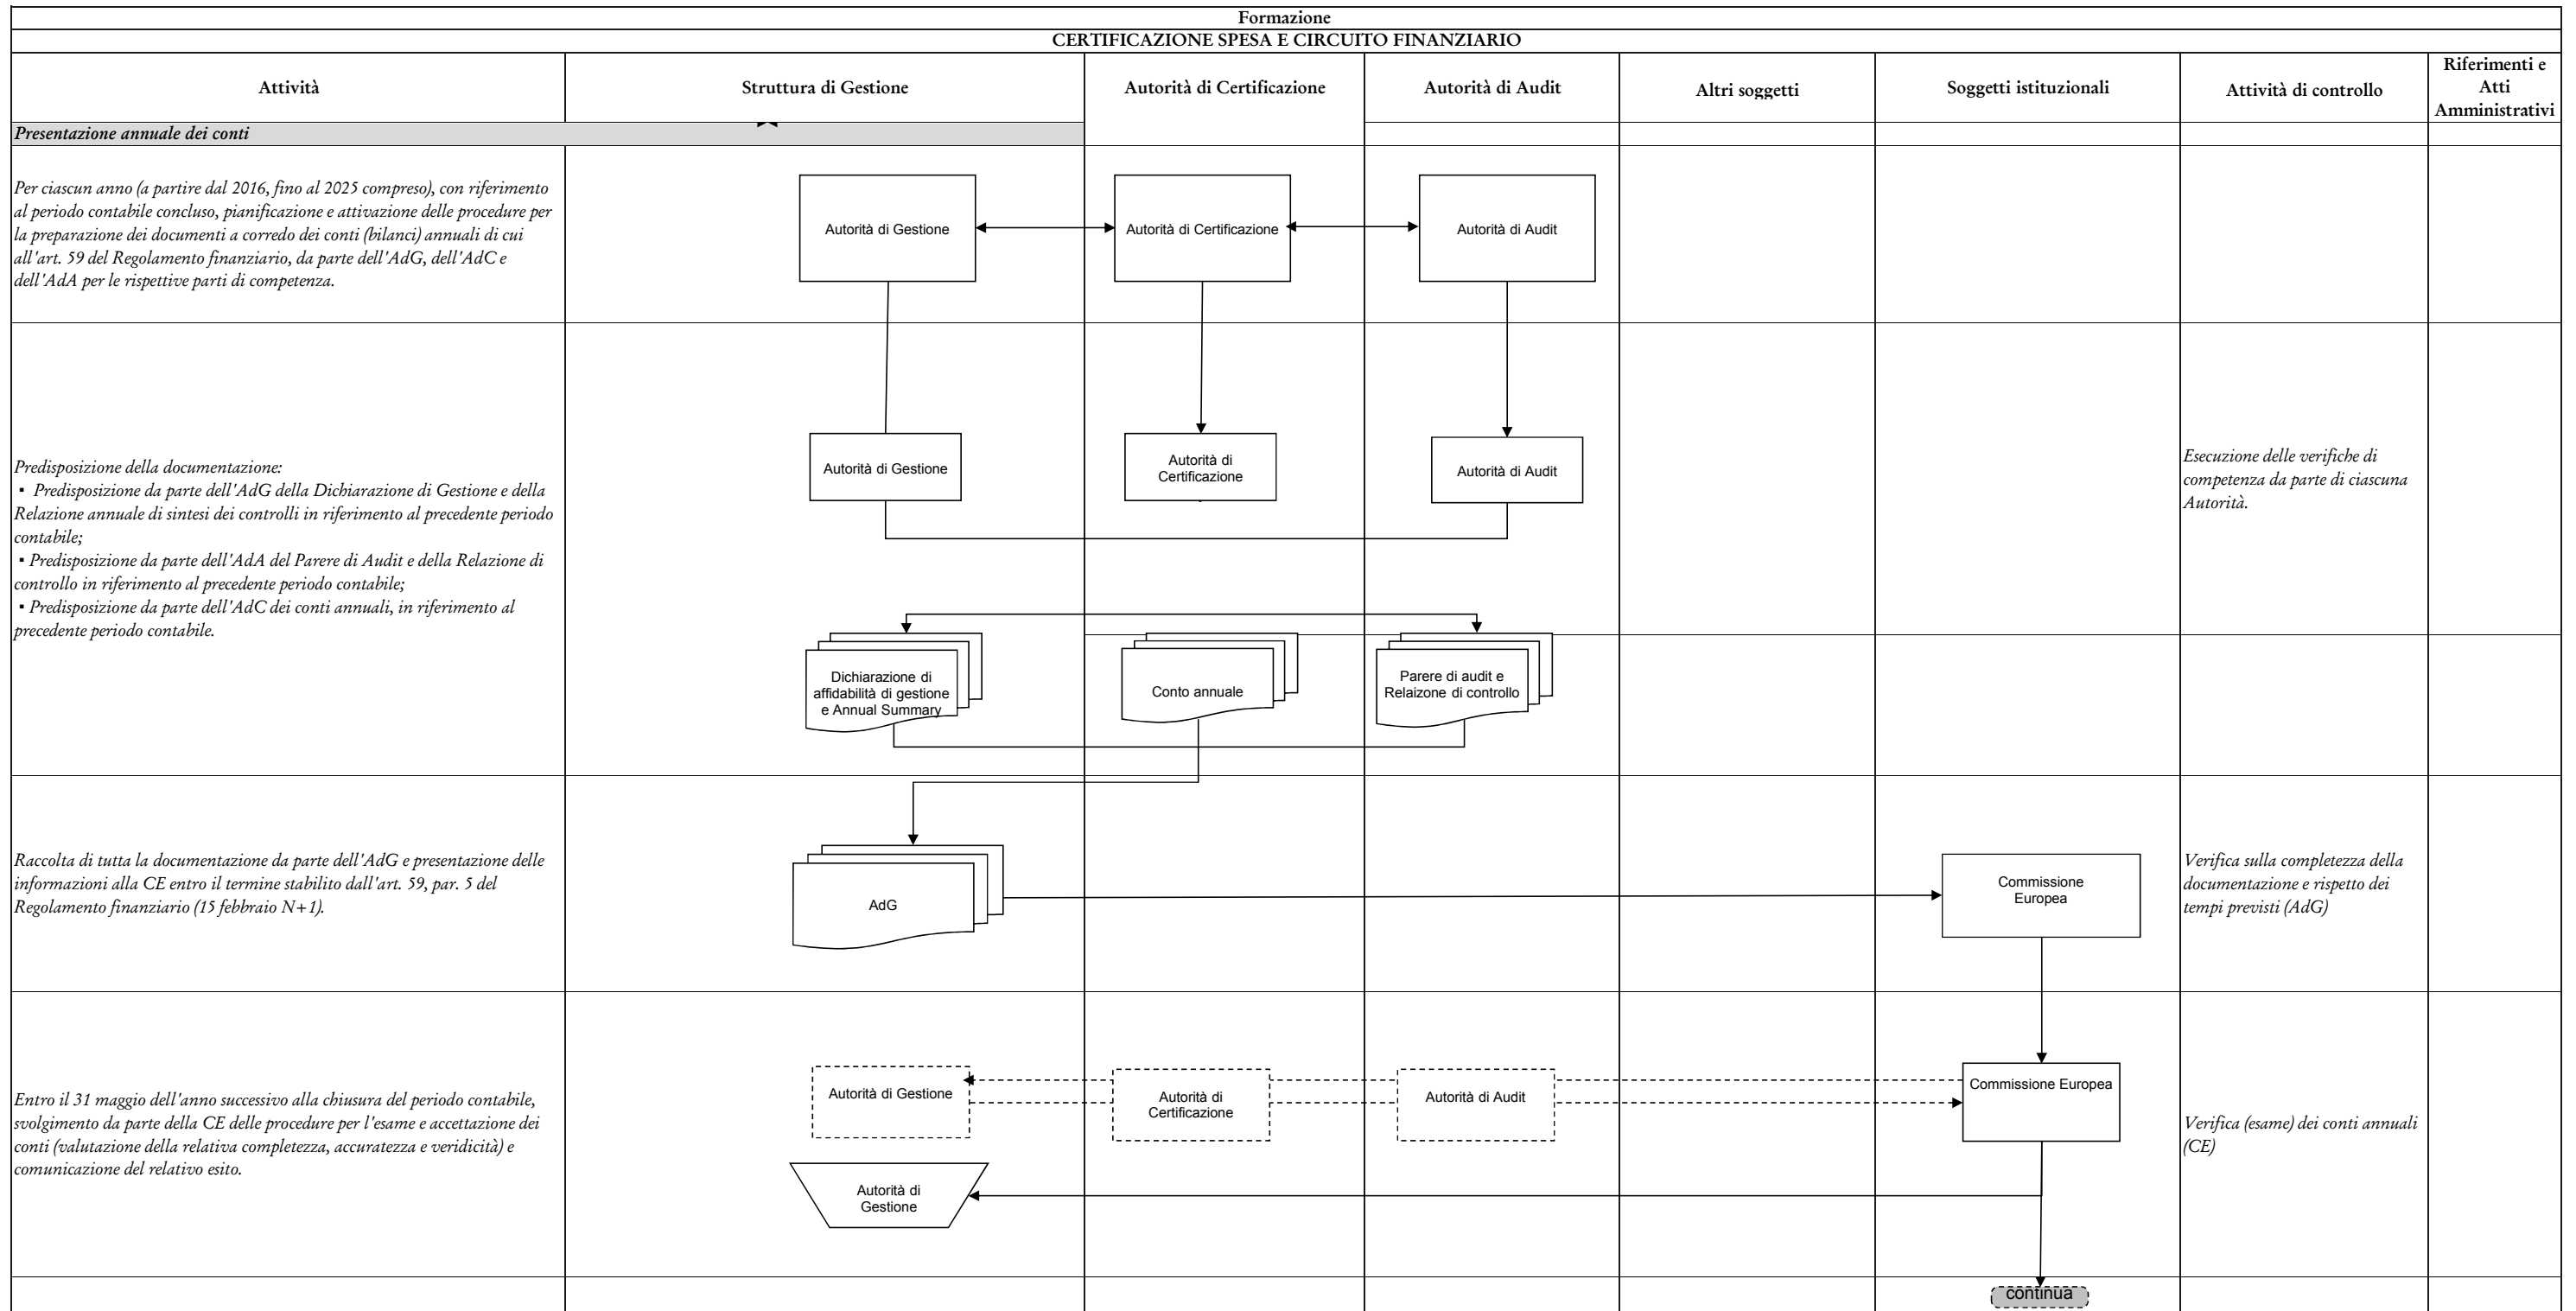 Formazione
CERTIFICAZIONE SPESA E CIRCUITO FINANZIARIO
Attività
Struttura di Gestione
Autorità di Certificazione
Autorità di Audit
Altri soggetti
Soggetti istituzionali
Attività di controllo
Riferimenti e
Atti
Amministrativi
Presentazione annuale dei conti
Per ciascun anno (a partire dal 2016, fino al 2025 compreso), con riferimento
al periodo contabile concluso, pianificazione e attivazione delle procedure per
la preparazione dei documenti a corredo dei conti (bilanci) annuali di cui
all'art. 59 del Regolamento finanziario, da parte dell'AdG, dell'AdC e
dell'AdA per le rispettive parti di competenza.
Autorità di Gestione
Autorità di Certificazione
Autorità di Audit
Predisposizione della documentazione:
▪ Predisposizione da parte dell'AdG della Dichiarazione di Gestione e della
Relazione annuale di sintesi dei controlli in riferimento al precedente periodo
contabile;
▪ Predisposizione da parte dell'AdA del Parere di Audit e della Relazione di
controllo in riferimento al precedente periodo contabile;
▪ Predisposizione da parte dell'AdC dei conti annuali, in riferimento al
precedente periodo contabile.
Autorità di Gestione
Autorità di
Certificazione
Autorità di Audit
Esecuzione delle verifiche di
competenza da parte di ciascuna
Autorità.
Dichiarazione di
affidabilità di gestione
e Annual Summary
Conto annuale
Parere di audit e
Relaizone di controllo
Raccolta di tutta la documentazione da parte dell'AdG e presentazione delle
informazioni alla CE entro il termine stabilito dall'art. 59, par. 5 del
Regolamento finanziario (15 febbraio N+1).
AdG
Commissione
Europea
Verifica sulla completezza della
documentazione e rispetto dei
tempi previsti (AdG)
Entro il 31 maggio dell'anno successivo alla chiusura del periodo contabile,
svolgimento da parte della CE delle procedure per l'esame e accettazione dei
conti (valutazione della relativa completezza, accuratezza e veridicità) e
comunicazione del relativo esito.
Autorità di Gestione
Autorità di
Certificazione
Autorità di Audit
Commissione Europea
Verifica (esame) dei conti annuali
(CE)
Autorità di
Gestione
continua